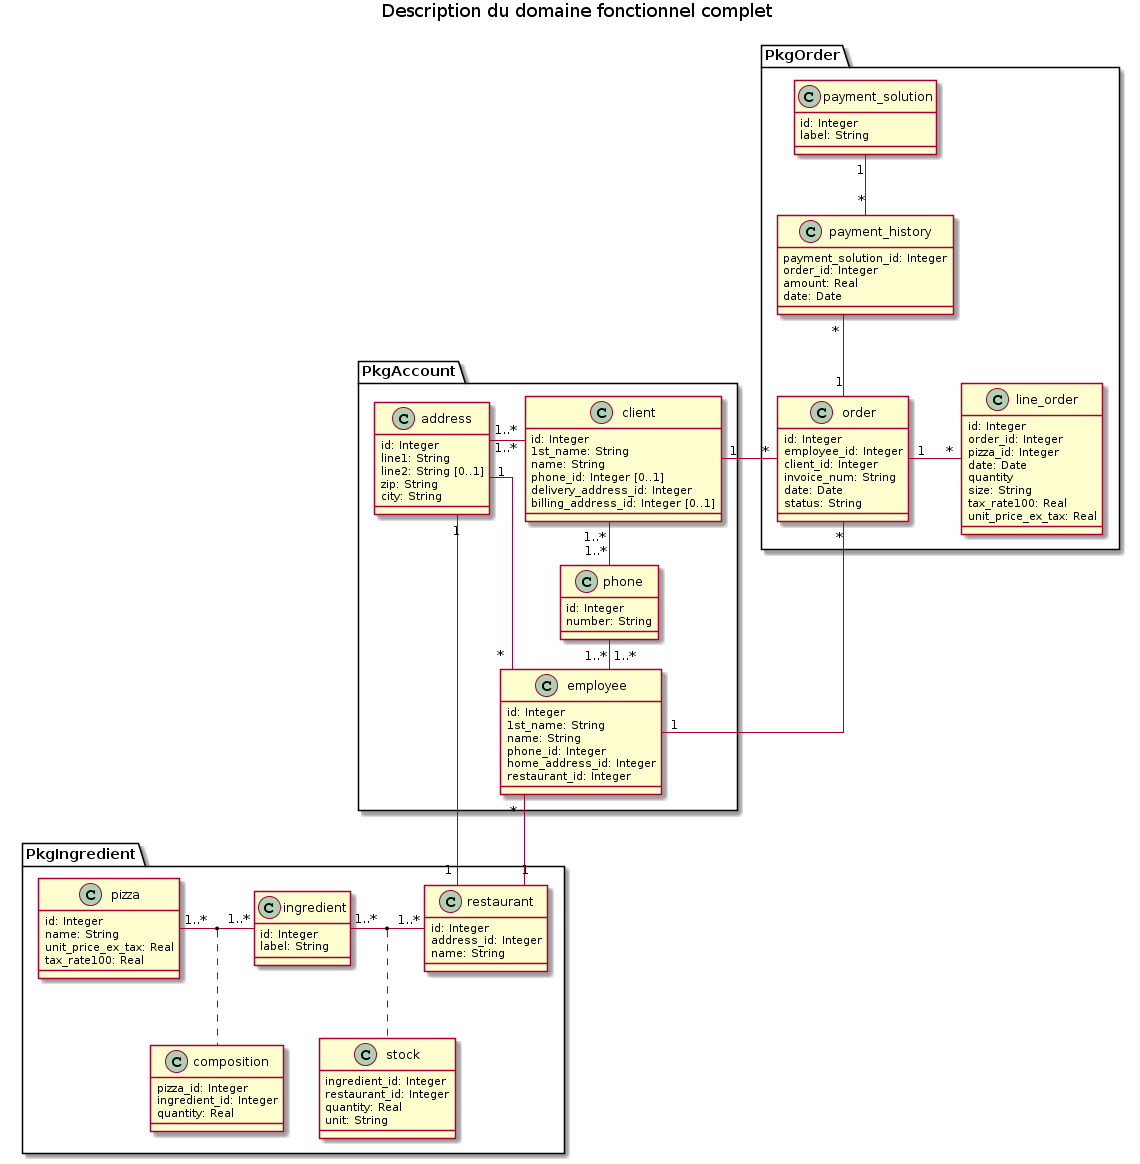 Description du domaine fonctionnel complet
PkgOrder
C payment_solution
id: Integer
label: String
1
*
C payment_history
payment_solution_id: Integer
order_id: Integer
amount: Real
date: Date
*
1
PkgAccount
C address
id: Integer
line1: String
line2: String [0..1]
zip: String
city: String
1..*
1..*
1
C client
id: Integer
1st_name: String
name: String
phone_id: Integer [0..1]
delivery_address_id: Integer
billing_address_id: Integer [0..1]
1
*
C order
id: Integer
employee_id: Integer
client_id: Integer
invoice_num: String
date: Date
status: String
1
*
C line_order
id: Integer
order_id: Integer
pizza_id: Integer
date: Date
quantity
size: String
tax_rate100: Real
unit_price_ex_tax: Real
1
1..*
1..*
*
C phone
id: Integer
number: String
*
1..*
1..*
C employee
id: Integer
1st_name: String
name: String
phone_id: Integer
home_address_id: Integer
restaurant_id: Integer
1
*
PkgIngredient
1
1
C pizza
id: Integer
name: String
unit_price_ex_tax: Real
tax_rate100: Real
1..*
1..*
C ingredient
id: Integer
label: String
1..*
1..*
C restaurant
id: Integer
address_id: Integer
name: String
C composition
pizza_id: Integer
ingredient_id: Integer
quantity: Real
C stock
ingredient_id: Integer
restaurant_id: Integer
quantity: Real
unit: String